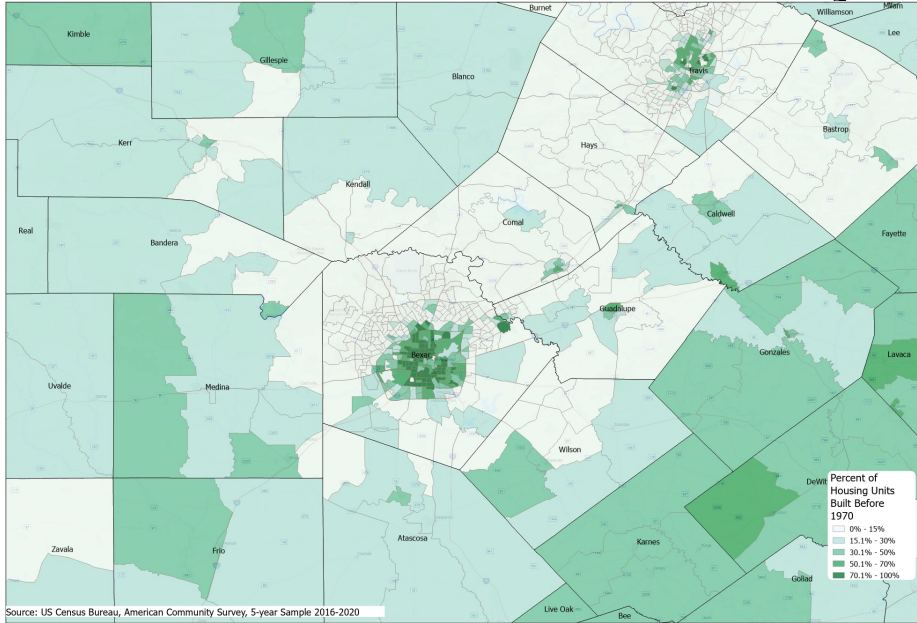 Burnet
Williamson
Milam
Lee
Kimble
Gillespie
Blanco
Travis
Bastrop
Kerr
Hays
Kendall
Comal
Caldwell
Fayette
Real
Bandera
Guadalupe
Bexar
Gonzales
Lavaca
Uvalde
Medina
Wilson
Zavala
Frio
Atascosa
Karnes
DeWit
Goliad
Live Oak
Bee
Percent of
Housing Units
Built Before
1970
0% - 15%
15.1% - 30%
30.1% - 50%
50.1% - 70%
70.1% - 100%
Source: US Census Bureau, American Community Survey, 5-year Sample 2016-2020